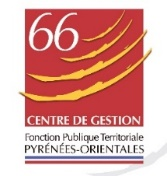 66
CENTRE DE GESTION
Fonction Publique Territoriale
PYRÉNÉES-ORIENTALES